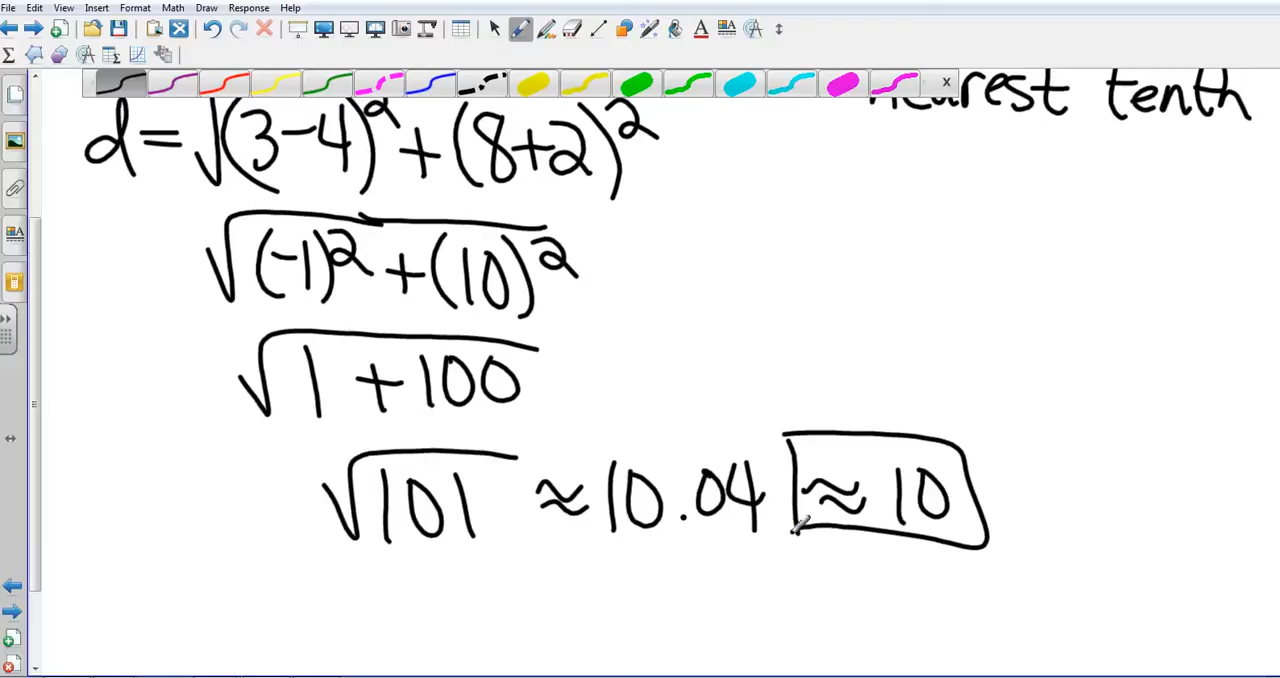 File Edit View Insert Format Math Draw Response Help
nearest tenth
d=√(3-4)²+(8+2)²
√(-1)²+(10)²
√1+100
√101 ≈10.04 ≈10